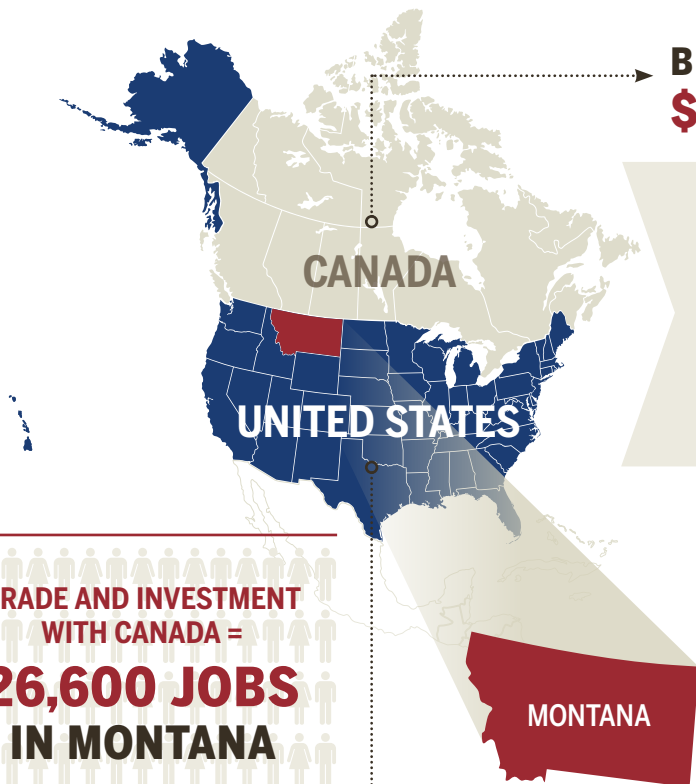 B
$
CANADA
UNITED STATES
RADE AND INVESTMENT
WITH CANADA =
26,600 JOBS
IN MONTANA
MONTANA